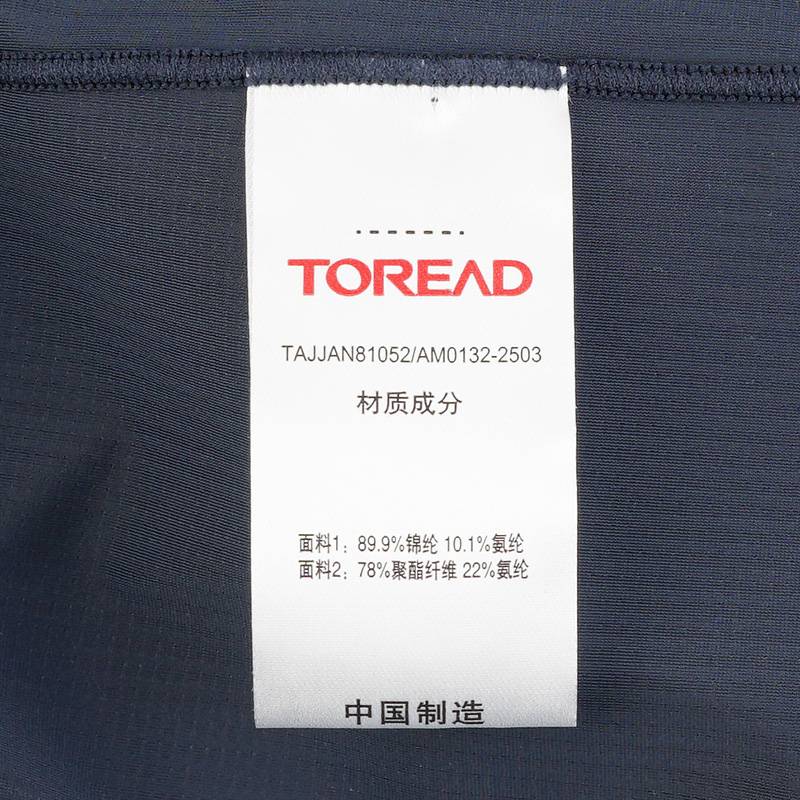 TOREAD
TAJJAN81052/AM0132-2503
材质成分
面料1：89.9%锦纶 10.1%氨纶
面料2：78%聚酯纤维 22%氨纶
中国制造